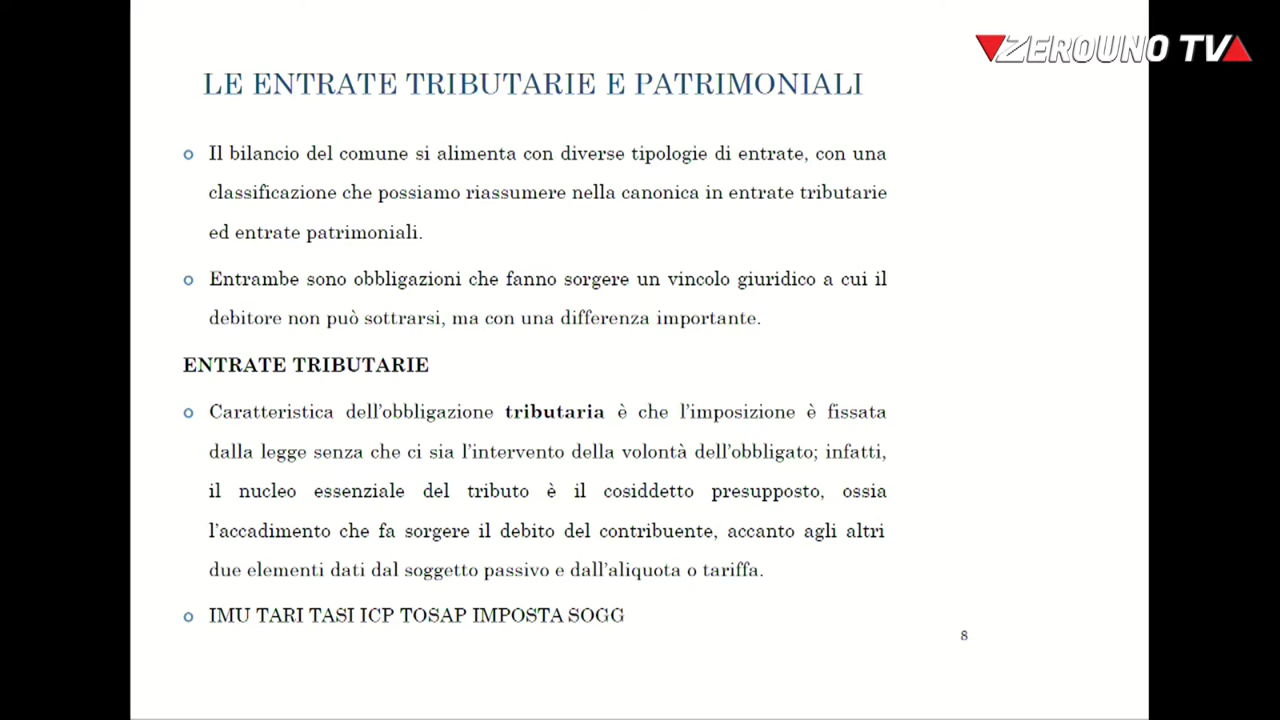 ZEROUNO TV
LE ENTRATE TRIBUTARIE E PATRIMONIALI
Il bilancio del comune si alimenta con diverse tipologie di entrate, con una
classificazione che possiamo riassumere nella canonica in entrate tributarie
ed entrate patrimoniali.
Entrambe sono obbligazioni che fanno sorgere un vincolo giuridico a cui il
debitore non può sottrarsi, ma con una differenza importante.
ENTRATE TRIBUTARIE
Caratteristica dell’obbligazione tributaria è che l’imposizione è fissata
dalla legge senza che ci sia l’intervento della volontà dell’obbligato; infatti,
il nucleo essenziale del tributo è il cosiddetto presupposto, ossia
l’accadimento che fa sorgere il debito del contribuente, accanto agli altri
due elementi dati dal soggetto passivo e dall’aliquota o tariffa.
IMU TARI TASI ICP TOSAP IMPOSTA SOGG
8